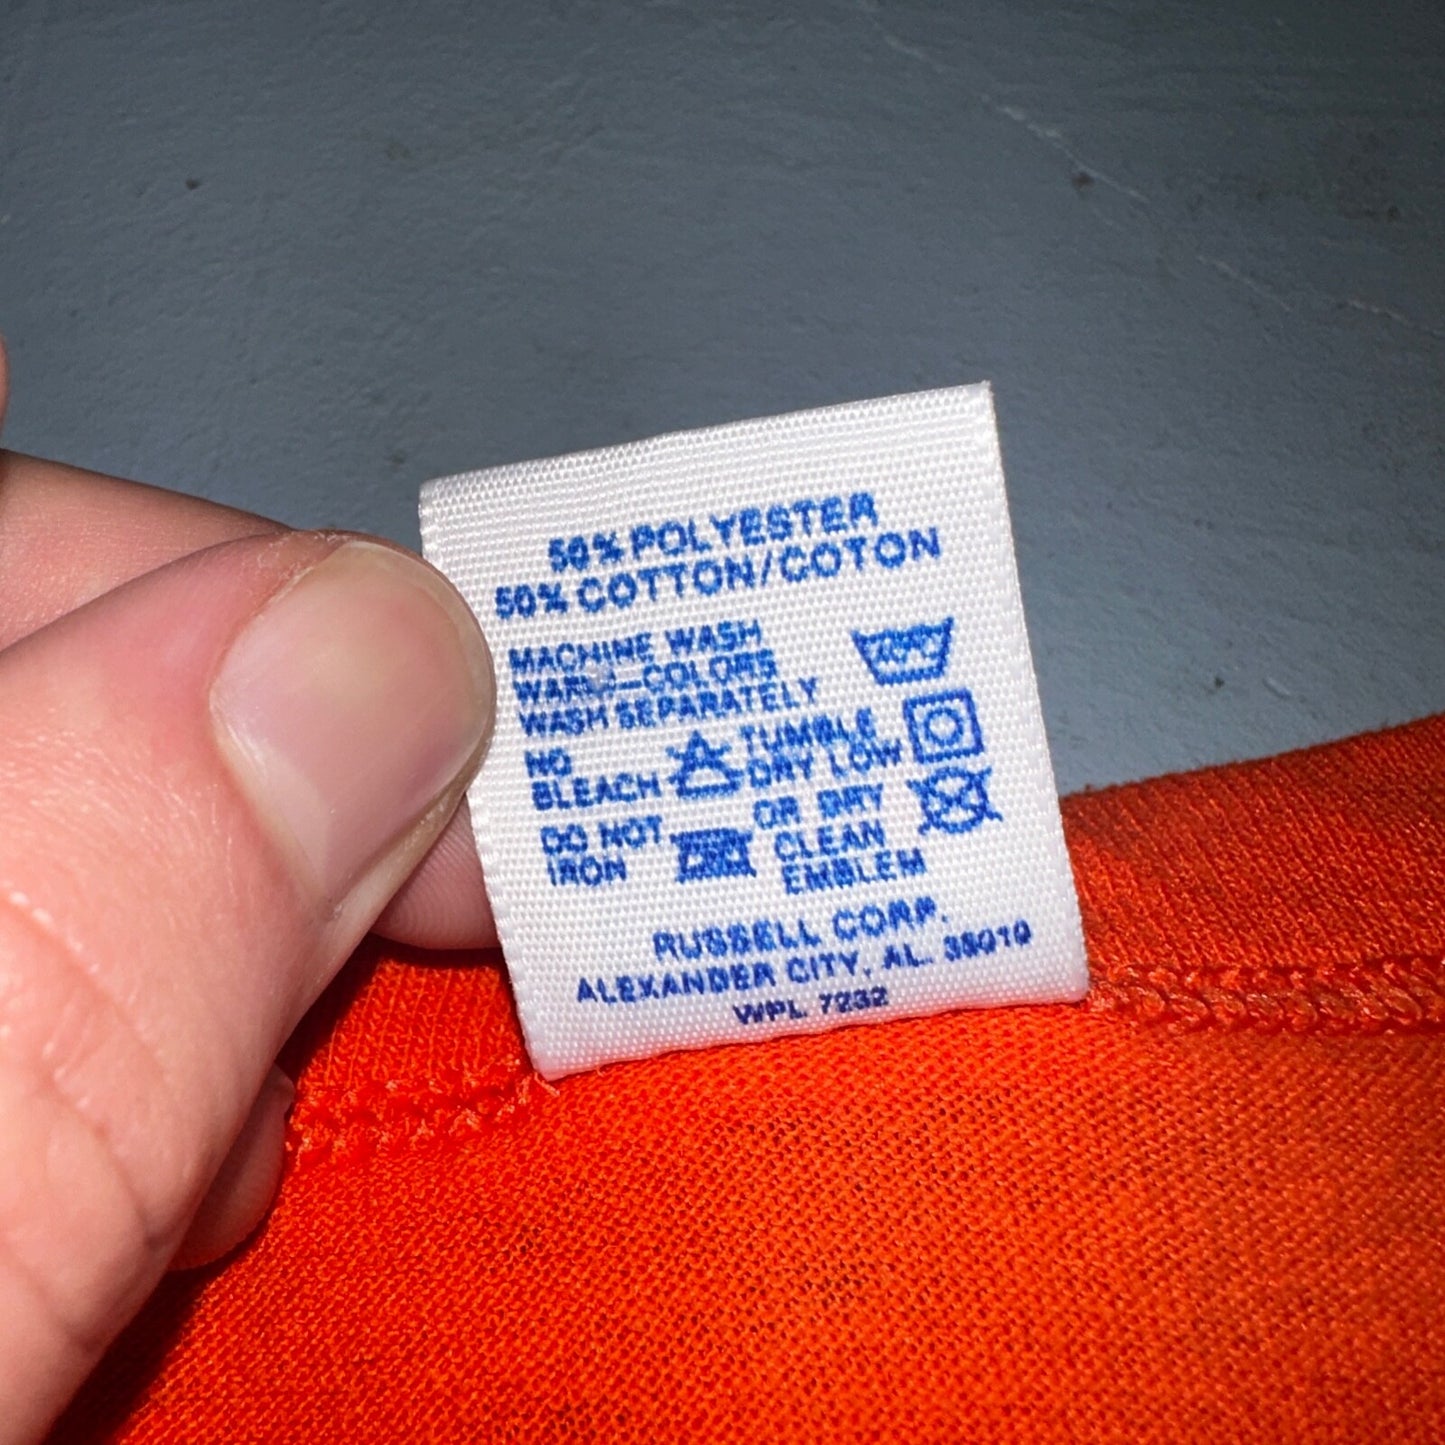 50% POLYESTER
50% COTTON/COTON
MACHINE WASH
WARM—COLORS
WASH SEPARATELY
NO
BLEACH
TUMBLE
DRY LOW
DO NOT
IRON
OR DRY
CLEAN
EMBLEM
RUSSELL CORP.
ALEXANDER CITY, AL. 35010
WPL 7232